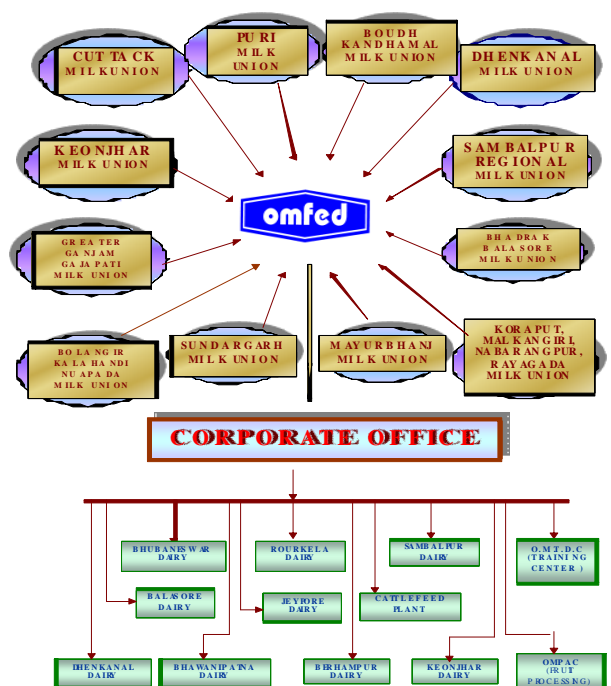 CUTTACK
MILK UNION
PURI
MILK
UNION
BOUDH
KANDHAMAL
MILK UNION
DHENKANAL
MILK UNION
KEONJHAR
MILK UNION
SAMBALPUR
REGIONAL
MILK UNION
omfed
GREATER
GANJAM
GAJAPATI
MILK UNION
BHADRAK
BALASORE
MILK UNION
BOLANGIR
KALAHANDI
NUAPADA
MILK UNION
SUNDARGARH
MILK UNION
MAYURBHANJ
MILK UNION
KORAPUT,
MALKANGIRI,
NABARANGPUR,
RAYAGADA
MILK UNION
CORPORATE OFFICE
BHUBANESWAR
DAIRY
ROURKELA
DAIRY
SAMBALPUR
DAIRY
O.M.T.D.C
(TRAINING
CENTER )
BALASORE
DAIRY
JEYPORE
DAIRY
CATTLEFEED
PLANT
DHENKANAL
DAIRY
BHAWANIPATNA
DAIRY
BERHAMPUR
DAIRY
KEONJHAR
DAIRY
OMPAC
(FRUIT
PROCESSING)